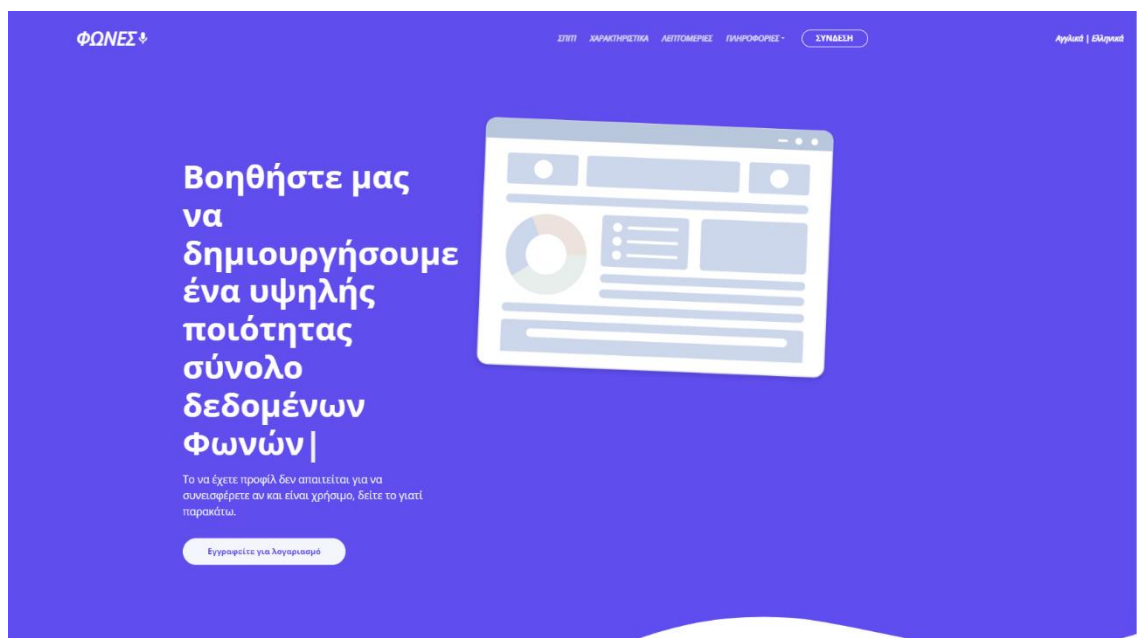 ΦΩΝΕΣ
ΣΠΙΤΙ ΧΑΡΑΚΤΗΡΙΣΤΙΚΑ ΛΕΠΤΟΜΕΡΙΕΣ ΠΛΗΡΟΦΟΡΙΕΣ ΣΥΝΔΕΣΗ Αγγλικά | Ελληνικά
Βοηθήστε μας
να
δημιουργήσουμε
ένα υψηλής
ποιότητας
σύνολο
δεδομένων
Φωνών|
Το να έχετε προφίλ δεν απαιτείται για να
συνεισφέρετε αν και είναι χρήσιμο, δείτε το γιατί
παρακάτω.
Εγγραφείτε για λογαριασμό